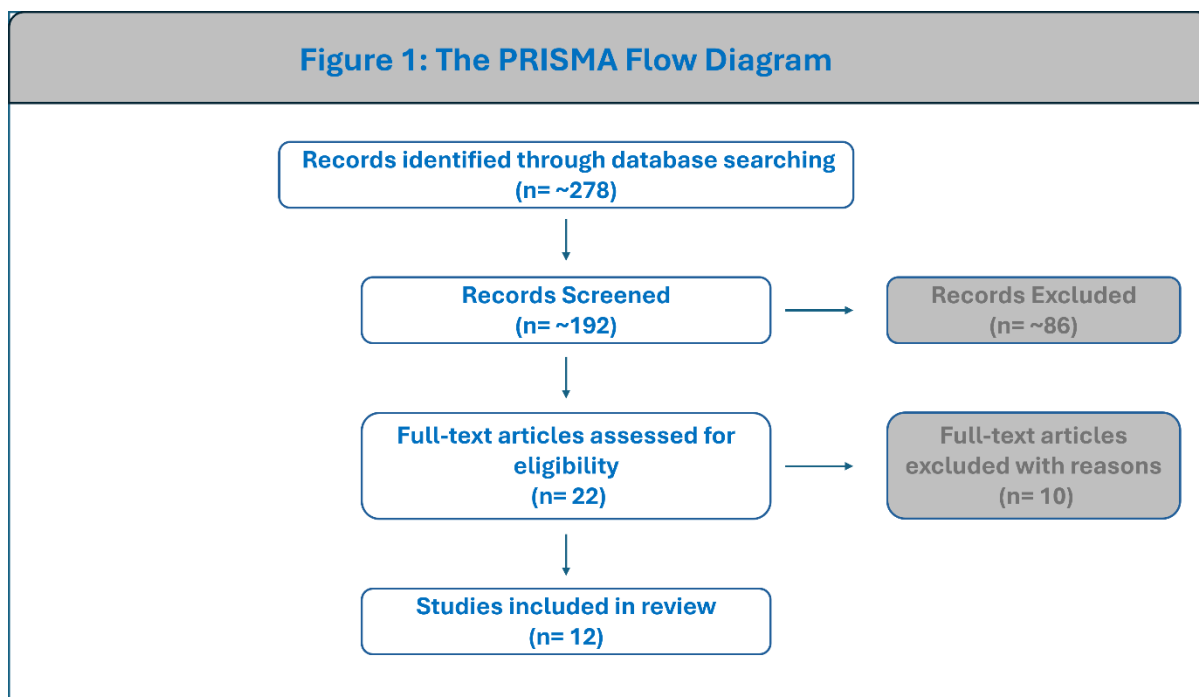 Figure 1: The PRISMA Flow Diagram
Records identified through database searching
(n= ~278)
Records Screened
(n= ~192)
Records Excluded
(n= ~86)
Full-text articles assessed for
eligibility
(n= 22)
Full-text articles
excluded with reasons
(n= 10)
Studies included in review
(n= 12)